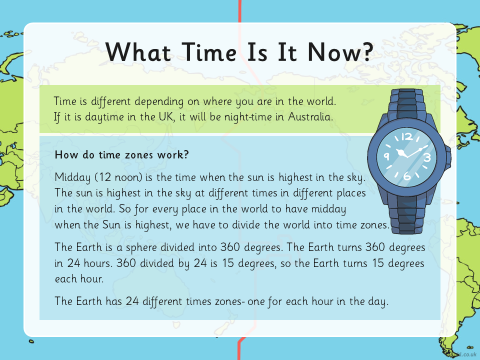 What Time Is It Now?
Time is different depending on where you are in the world.
If it is daytime in the UK, it will be night-time in Australia.
How do time zones work?
Midday (12 noon) is the time when the sun is highest in the sky.
The sun is highest in the sky at different times in different places
in the world. So for every place in the world to have midday
when the Sun is highest, we have to divide the world into time zones.
The Earth is a sphere divided into 360 degrees. The Earth turns 360 degrees
in 24 hours. 360 divided by 24 is 15 degrees, so the Earth turns 15 degrees
each hour.
The Earth has 24 different times zones- one for each hour in the day.
12
3
6
9